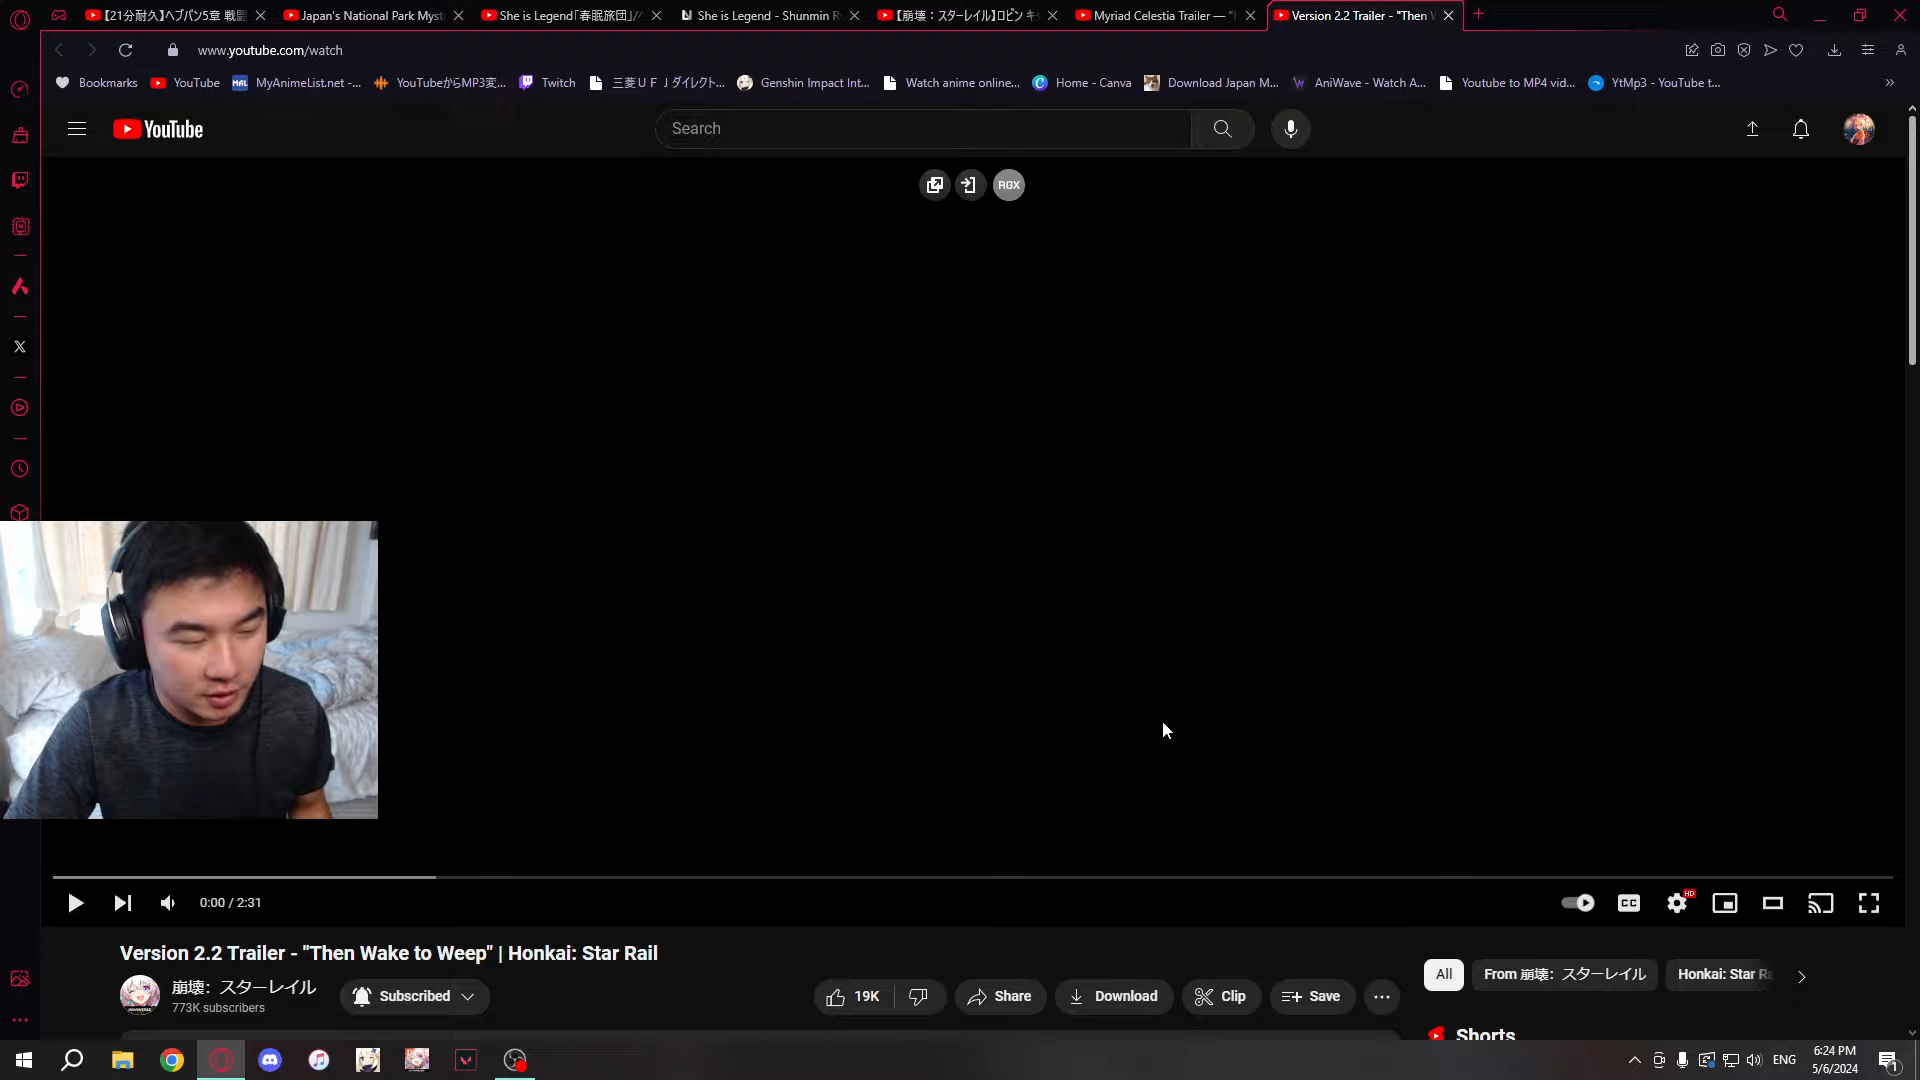 【21分耐久】ヘブバン5章 戦闘
Japan's National Park Myst
She is Legend「春眠旅団」/ヘ
She is Legend - Shunmin R
【崩壊：スターレイル】ロビン キャ
Myriad Celestia Trailer — "I
Version 2.2 Trailer - "Then W
www.youtube.com/watch
Bookmarks
YouTube
MyAnimeList.net -...
YouTubeからMP3変...
Twitch
三菱ＵＦＪダイレクト...
Genshin Impact Int...
Watch anime online...
Home - Canva
Download Japan M...
AniWave - Watch A...
Youtube to MP4 vid...
YtMp3 - YouTube t...
YouTube
Search
RGX
0:00 / 2:31
CC
HD
Version 2.2 Trailer - "Then Wake to Weep" | Honkai: Star Rail
崩壊：スターレイル
773K subscribers
Subscribed
19K
Share
Download
Clip
Save
All
From 崩壊：スターレイル
Honkai: Star Ra
Shorts
ENG
6:24 PM
5/6/2024
1